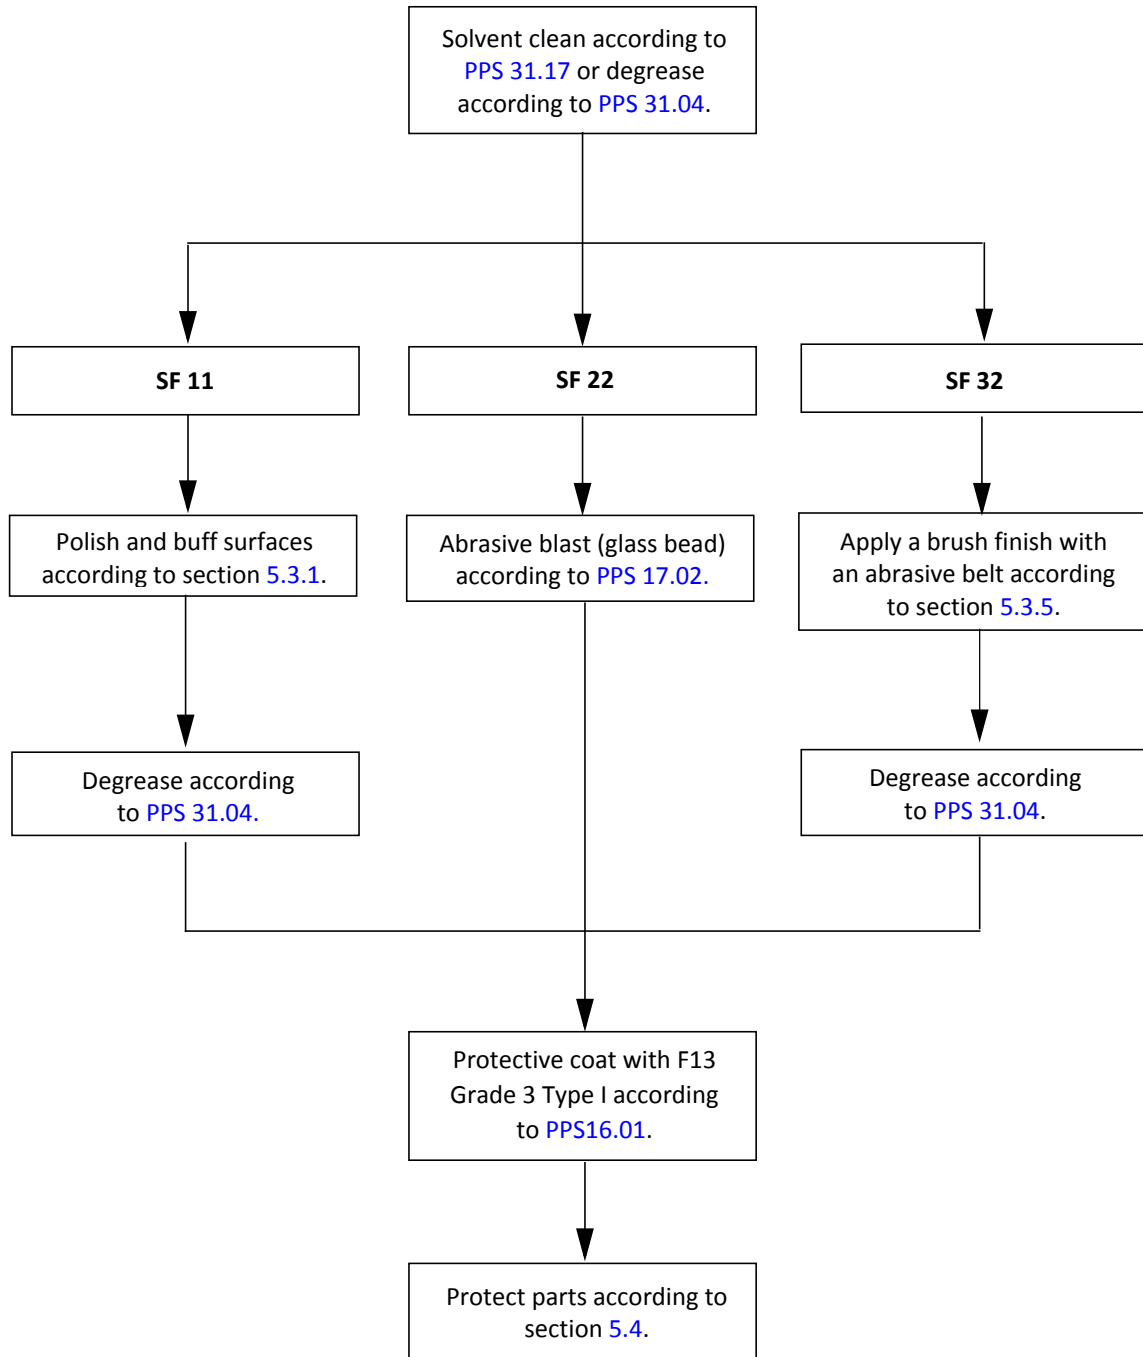 Solvent clean according to
PPS 31.17 or degrease
according to PPS 31.04.
SF 11
SF 22
SF 32
Polish and buff surfaces
according to section 5.3.1.
Abrasive blast (glass bead)
according to PPS 17.02.
Apply a brush finish with
an abrasive belt according
to section 5.3.5.
Degrease according
to PPS 31.04.
Degrease according
to PPS 31.04.
Protective coat with F13
Grade 3 Type I according
to PPS16.01.
Protect parts according to
section 5.4.